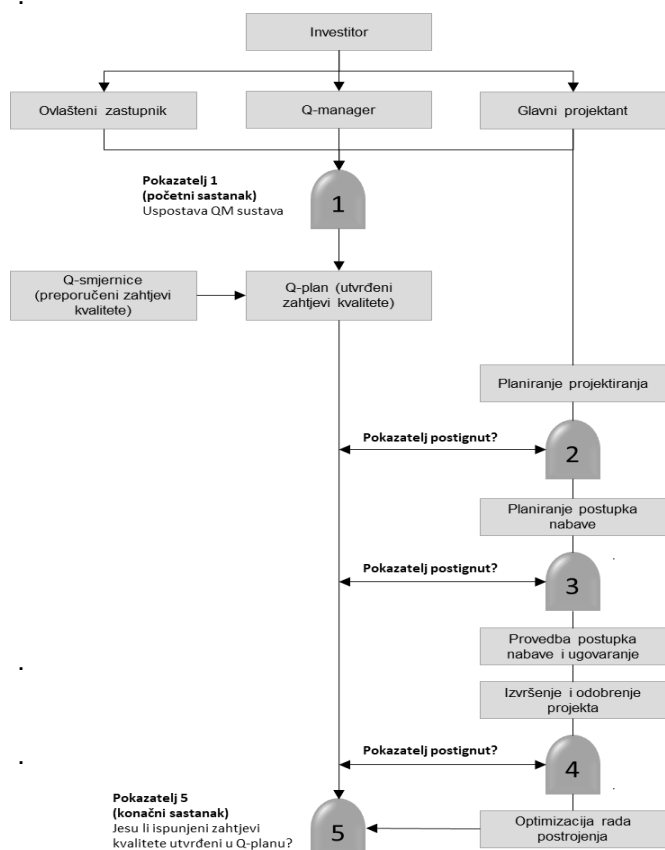 Investitor
Ovlašteni zastupnik
Q-manager
Glavni projektant
Pokazatelj 1
(početni sastanak)
Uspostava QM sustava
1
Q-smjernice
(preporučeni zahtjevi
kvalitete)
Q-plan (utvrđeni
zahtjevi kvalitete)
Planiranje projektiranja
Pokazatelj postignut?
2
Planiranje postupka
nabave
Pokazatelj postignut?
3
Provedba postupka
nabave i ugovaranje
Izvršenje i odobrenje
projekta
Pokazatelj postignut?
4
Pokazatelj 5
(konačni sastanak)
Jesu li ispunjeni zahtjevi
kvalitete utvrđeni u Q-planu?
5
Optimizacija rada
postrojenja